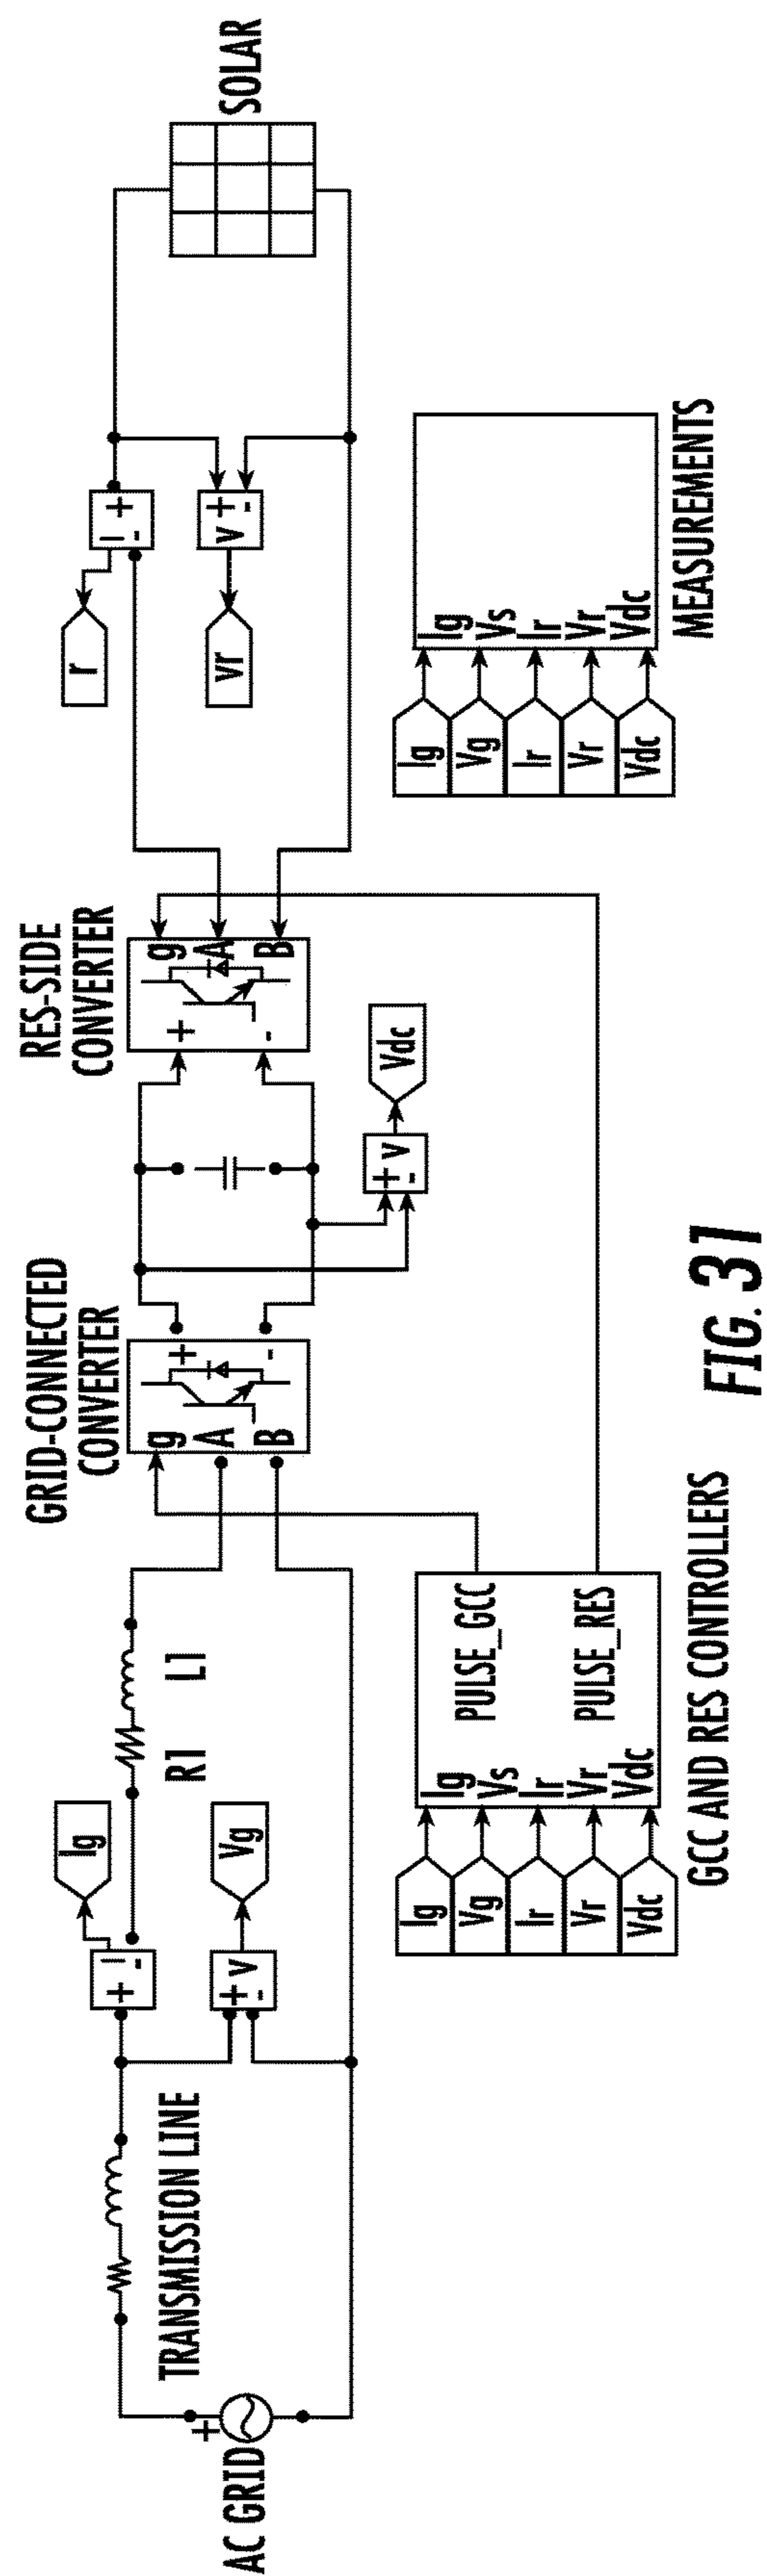 AC GRID
+
TRANSMISSION LINE
+ I
-
Ig
+ V
-
Vg
R1
L1
GRID-CONNECTED
CONVERTER
g
A
B
+
-
+ V
-
Vdc
RES-SIDE
CONVERTER
+
-
g
A
B
I +
-
r
V +
-
vr
SOLAR
Ig
Vg
Ir
Vr
Vdc
Ig
Vs
Ir
Vr
Vdc
PULSE_GCC
PULSE_RES
GCC AND RES CONTROLLERS
Ig
Vg
Ir
Vr
Vdc
Ig
Vs
Ir
Vr
Vdc
MEASUREMENTS
FIG. 31